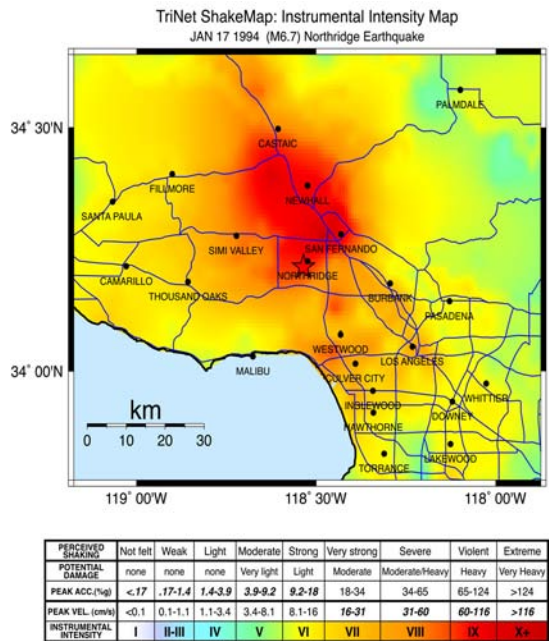 TriNet ShakeMap: Instrumental Intensity Map
JAN 17 1994 (M6.7) Northridge Earthquake
PALMDALE
34˚ 30'N
CASTAIC
FILLMORE
NEWHALL
SANTA PAULA
SIMI VALLEY
SAN FERNANDO
CAMARILLO
NORTHRIDGE
THOUSAND OAKS
BURBANK
PASADENA
WESTWOOD
34˚ 00'N
MALIBU
LOS ANGELES
CULVER CITY
km
INGLEWOOD
WHITTIER
DOWNEY
HAWTHORNE
0 10 20 30
TORRANCE
LAKEWOOD
119˚ 00'W 118˚ 30'W 118˚ 00'W
PERCEIVED SHAKING Not felt Weak Light Moderate Strong Very strong Severe Violent Extreme
POTENTIAL DAMAGE none none none Very light Light Moderate Moderate/Heavy Heavy Very Heavy
PEAK ACC.(%g) <.17 .17-1.4 1.4-3.9 3.9-9.2 9.2-18 18-34 34-65 65-124 >124
PEAK VEL. (cm/s) <0.1 0.1-1.1 1.1-3.4 3.4-8.1 8.1-16 16-31 31-60 60-116 >116
INSTRUMENTAL INTENSITY I II-III IV V VI VII VIII IX X+